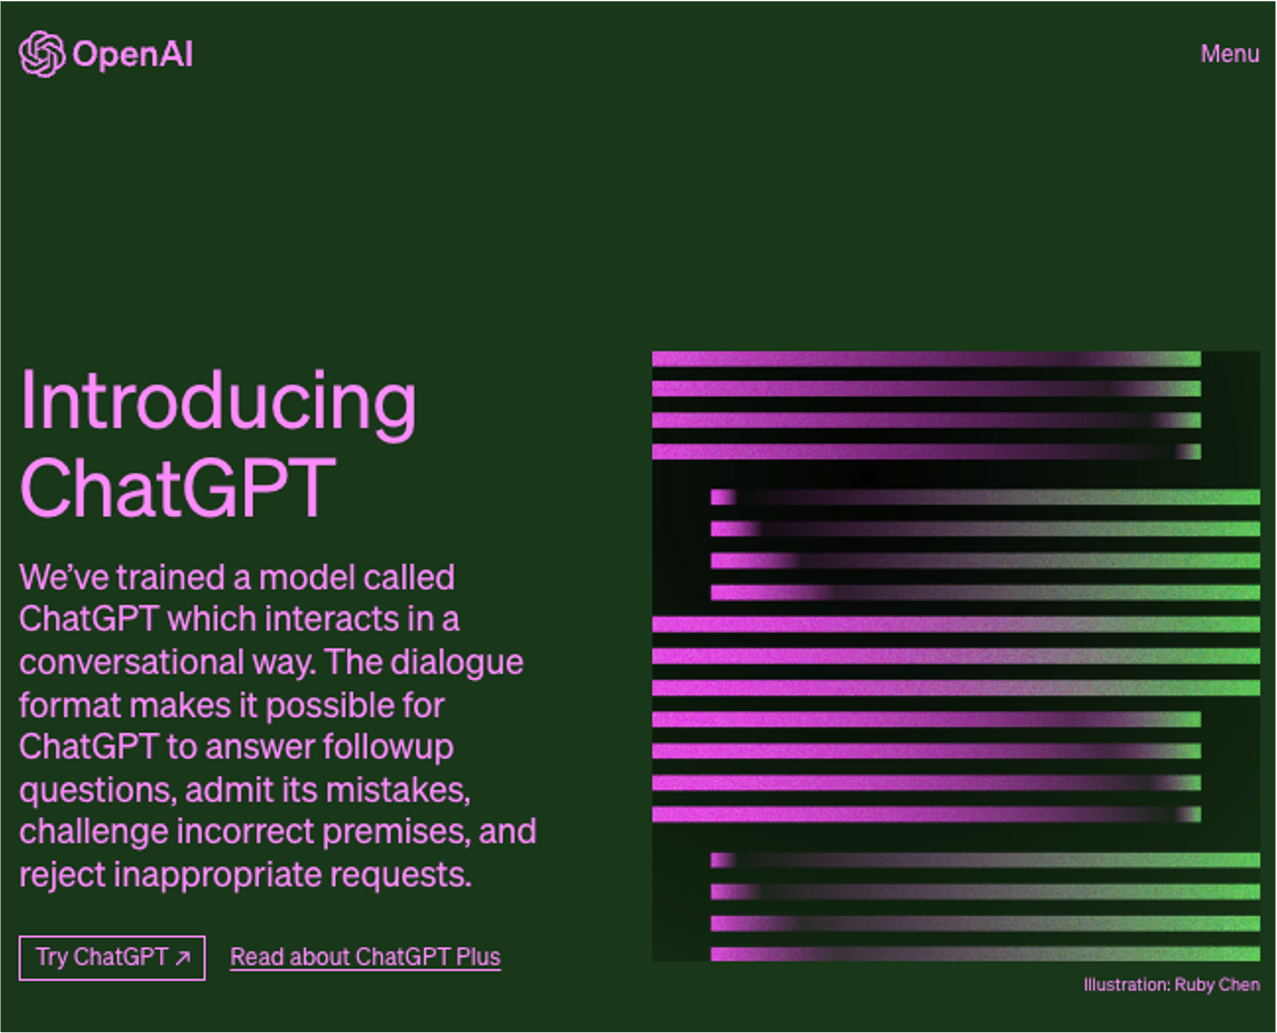 OpenAI
Menu
Introducing
ChatGPT
We’ve trained a model called
ChatGPT which interacts in a
conversational way. The dialogue
format makes it possible for
ChatGPT to answer followup
questions, admit its mistakes,
challenge incorrect premises, and
reject inappropriate requests.
Try ChatGPT ↗
Read about ChatGPT Plus
Illustration: Ruby Chen